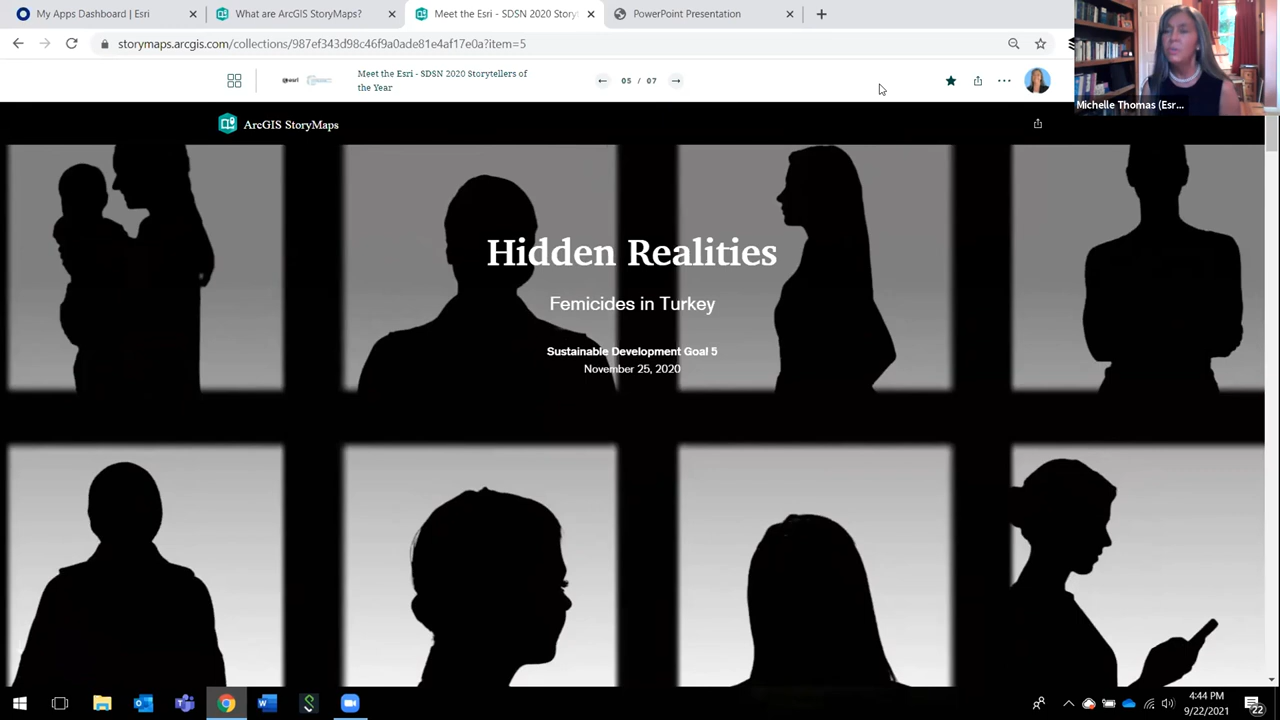 My Apps Dashboard | Esri
What are ArcGIS StoryMaps?
Meet the Esri - SDSN 2020 Story
PowerPoint Presentation
storymaps.arcgis.com/collections/987ef343d98c46f9a0ade81e4af17e0a?item=5
esri
Meet the Esri - SDSN 2020 Storytellers of
the Year
05 / 07
Michelle Thomas (Esr...
ArcGIS StoryMaps
Hidden Realities
Femicides in Turkey
Sustainable Development Goal 5
November 25, 2020
4:44 PM
9/22/2021
22